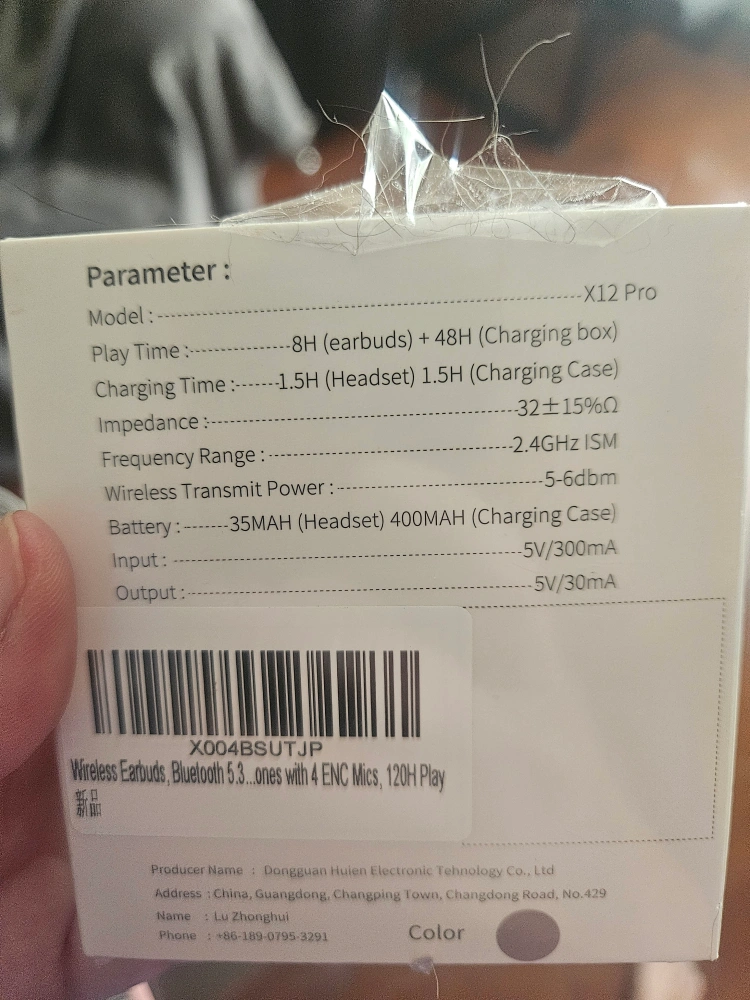 Parameter :
Model : X12 Pro
Play Time : 8H (earbuds) + 48H (Charging box)
Charging Time : 1.5H (Headset) 1.5H (Charging Case)
Impedance : 32±15%Ω
Frequency Range : 2.4GHz ISM
Wireless Transmit Power : 5-6dbm
Battery : 35MAH (Headset) 400MAH (Charging Case)
Input : 5V/300mA
Output : 5V/30mA
X004BSUTJP
Wireless Earbuds, Bluetooth 5.3...ones with 4 ENC Mics, 120H Play
新品
Producer Name : Dongguan Huien Electronic Tehnology Co., Ltd
Address : China, Guangdong, Changping Town, Changdong Road, No.429
Name : Lu Zhonghui
Phone : +86-189-0795-3291
Color